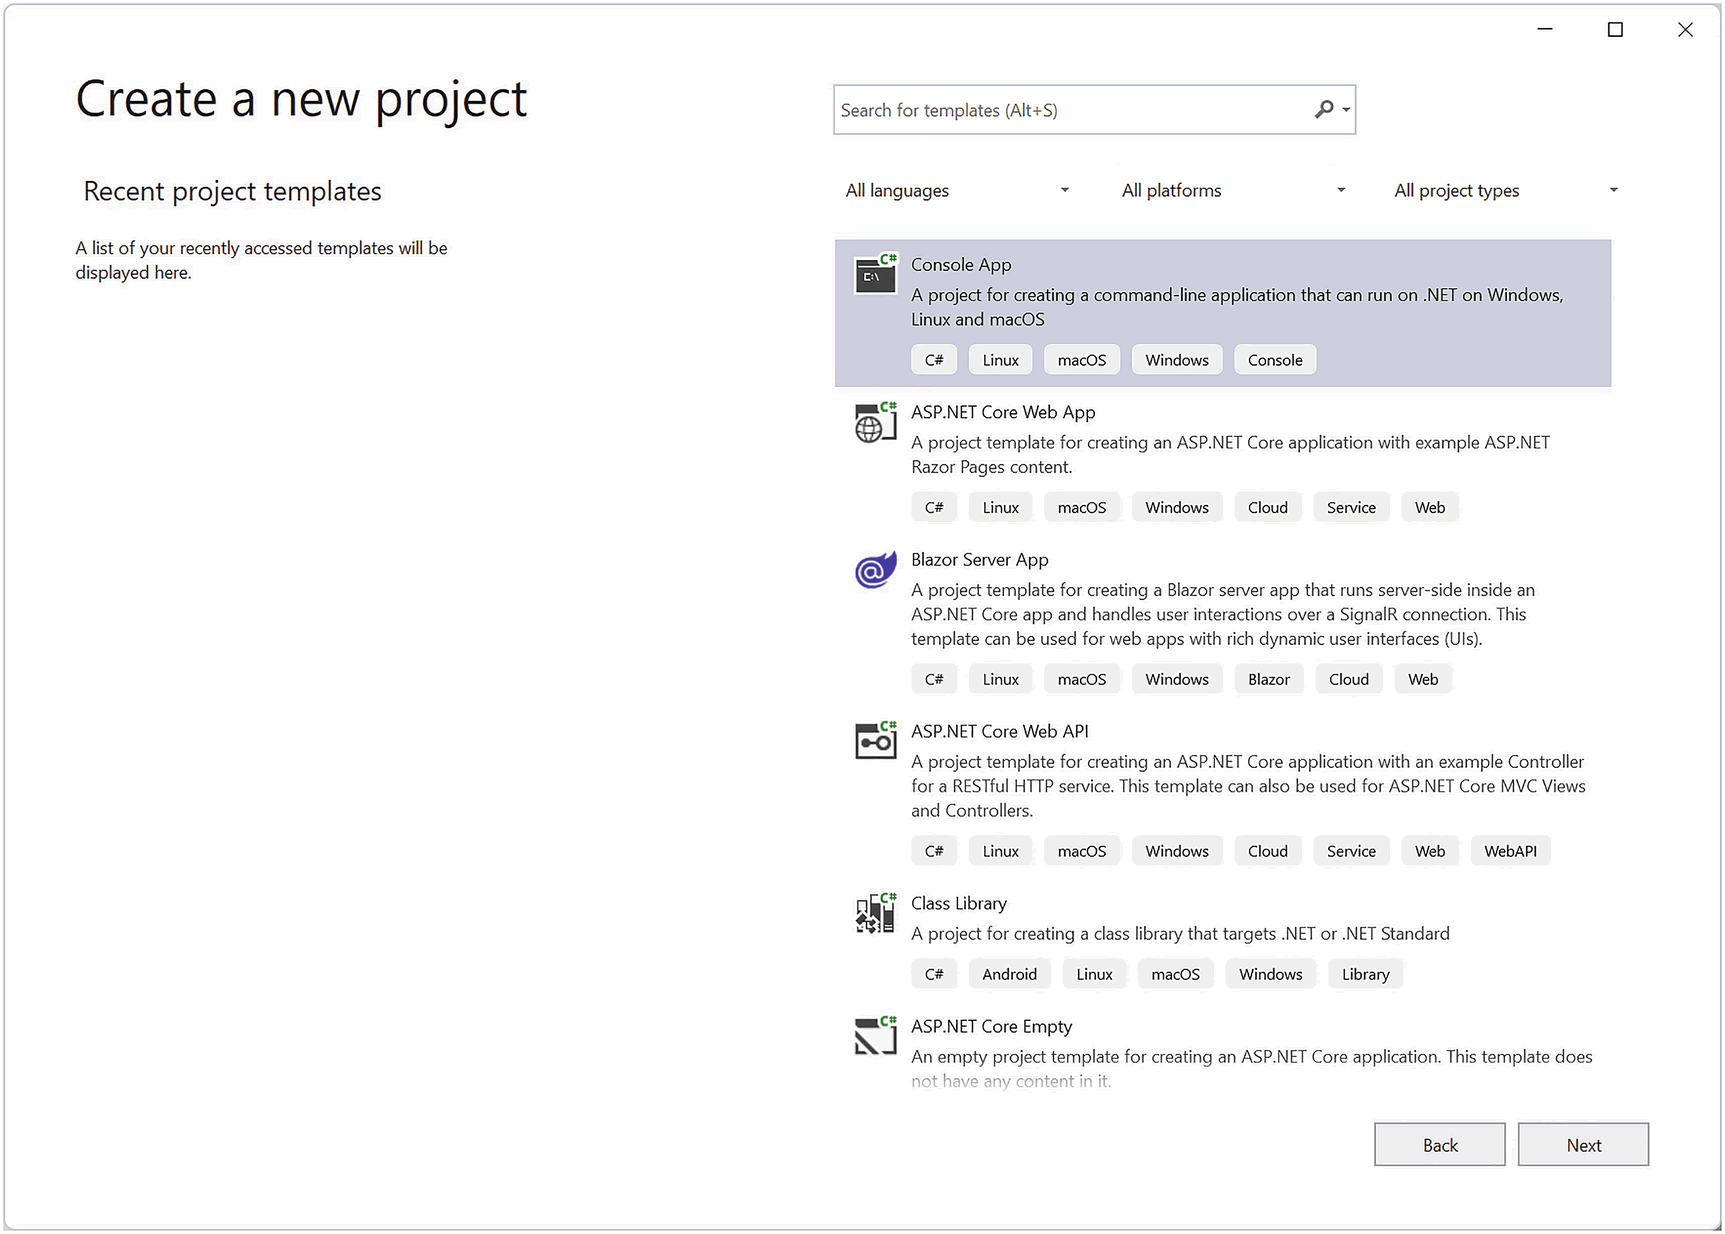 Create a new project
Search for templates (Alt+S)
Recent project templates
All languages
All platforms
All project types
A list of your recently accessed templates will be
displayed here.
C#
C:\
Console App
A project for creating a command-line application that can run on .NET on Windows,
Linux and macOS
C# Linux macOS Windows Console
C#
ASP.NET Core Web App
A project template for creating an ASP.NET Core application with example ASP.NET
Razor Pages content.
C# Linux macOS Windows Cloud Service Web
@
Blazor Server App
A project template for creating a Blazor server app that runs server-side inside an
ASP.NET Core app and handles user interactions over a SignalR connection. This
template can be used for web apps with rich dynamic user interfaces (UIs).
C# Linux macOS Windows Blazor Cloud Web
C#
ASP.NET Core Web API
A project template for creating an ASP.NET Core application with an example Controller
for a RESTful HTTP service. This template can also be used for ASP.NET Core MVC Views
and Controllers.
C# Linux macOS Windows Cloud Service Web WebAPI
C#
Class Library
A project for creating a class library that targets .NET or .NET Standard
C# Android Linux macOS Windows Library
C#
ASP.NET Core Empty
An empty project template for creating an ASP.NET Core application. This template does
not have any content in it.
Back
Next